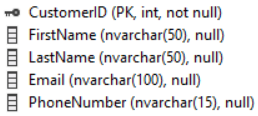 CustomerID (PK, int, not null)
FirstName (nvarchar(50), null)
LastName (nvarchar(50), null)
Email (nvarchar(100), null)
PhoneNumber (nvarchar(15), null)